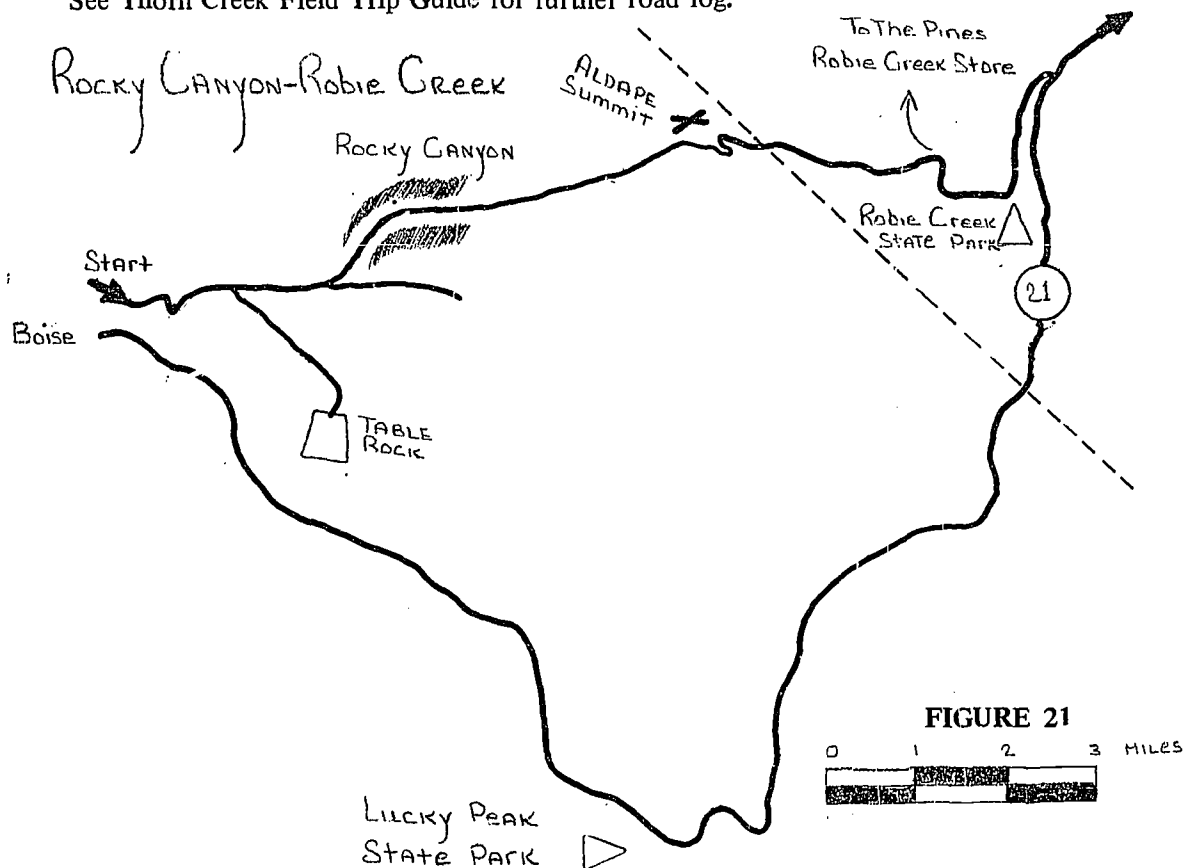 See Thorn Creek Field Trip Guide for further road log.
Rocky Canyon-Robie Creek
To The Pines
Robie Creek Store
ALDAPE
Summit
Rocky Canyon
Robie Creek
State Park
Start
21
Boise
TABLE
ROCK
FIGURE 21
0 1 2 3 MILES
Lucky Peak
State Park